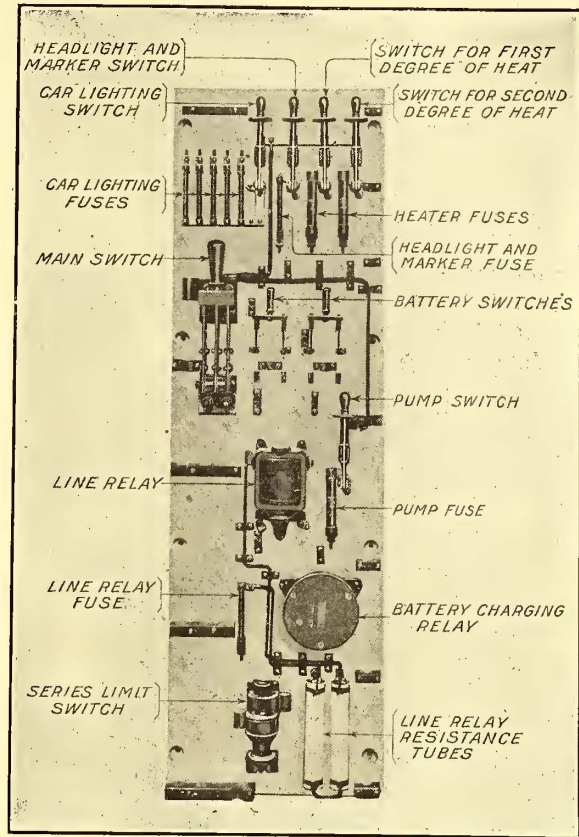 HEADLIGHT AND
MARKER SWITCH
SWITCH FOR FIRST
DEGREE OF HEAT
CAR LIGHTING
SWITCH
SWITCH FOR SECOND
DEGREE OF HEAT
CAR LIGHTING
FUSES
HEATER FUSES
MAIN SWITCH
HEADLIGHT AND
MARKER FUSE
BATTERY SWITCHES
PUMP SWITCH
LINE RELAY
PUMP FUSE
LINE RELAY
FUSE
BATTERY CHARGING
RELAY
SERIES LIMIT
SWITCH
LINE RELAY
RESISTANCE
TUBES